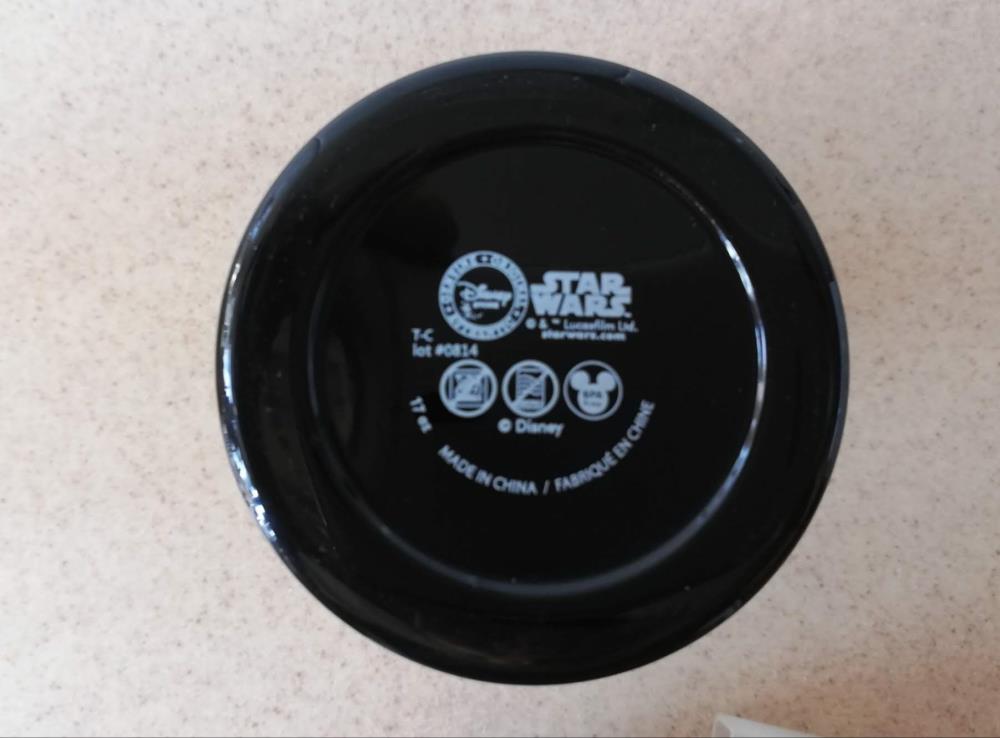 Disney
STAR
WARS
© & ™ Lucasfilm Ltd.
starwars.com
T-C
lot #0814
BPA
© Disney
17 oz
MADE IN CHINA / FABRIQUÉ EN CHINE